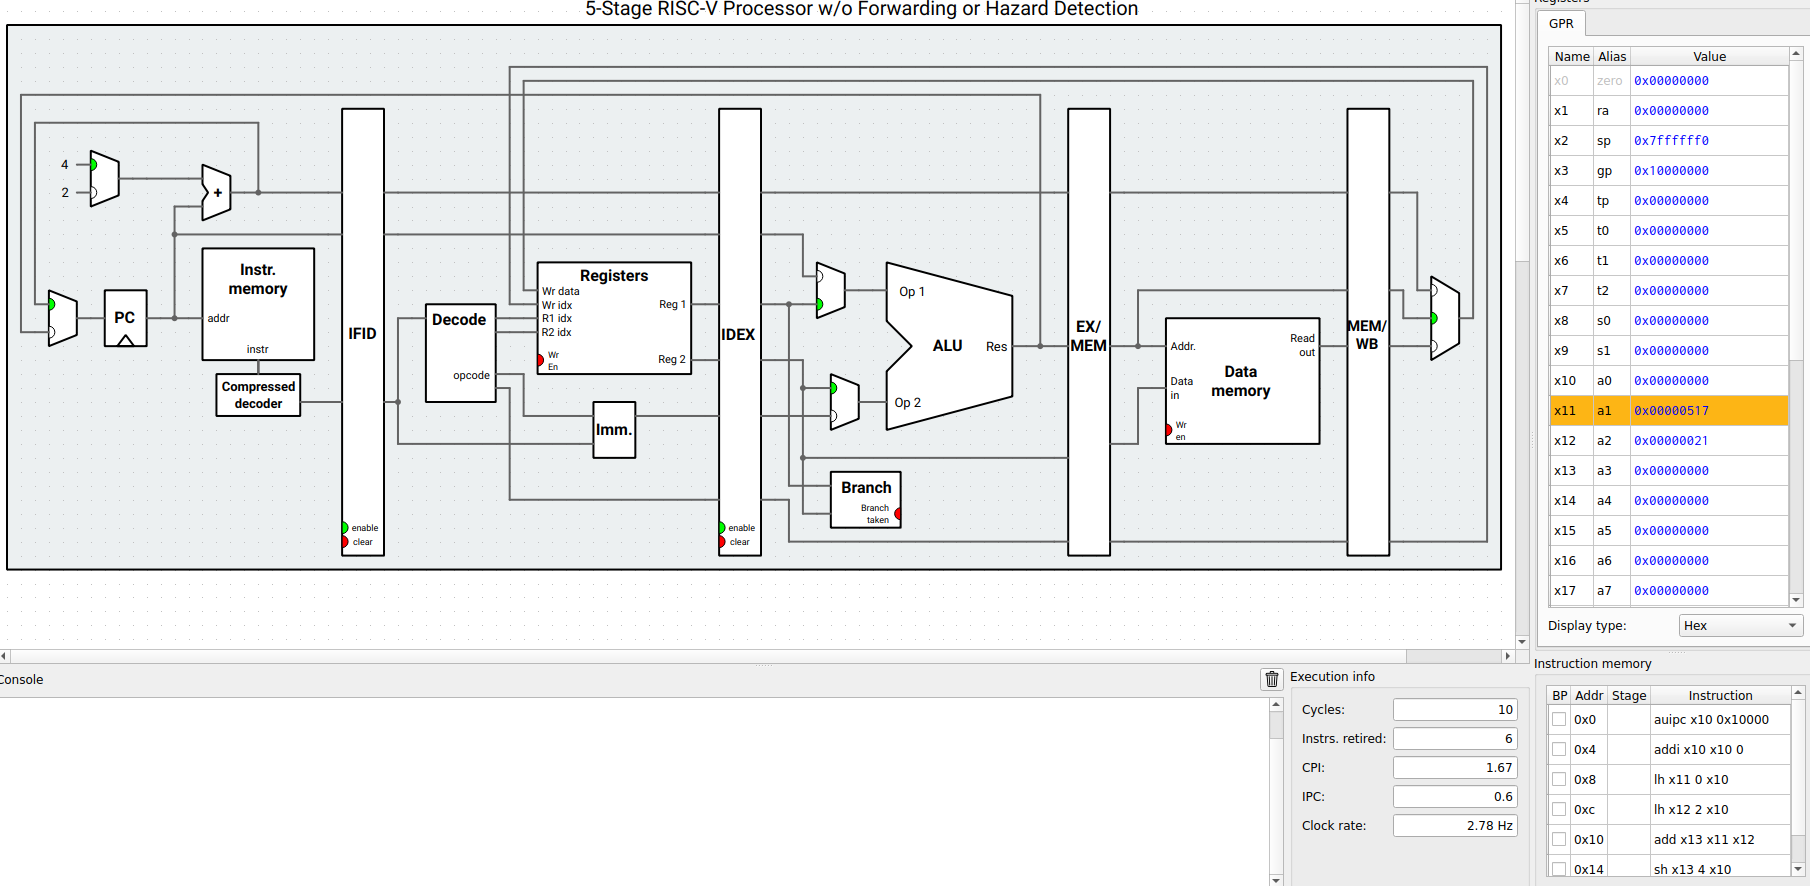 5-Stage RISC-V Processor w/o Forwarding or Hazard Detection
4
2
+
Instr.
memory
addr
instr
PC
Compressed
decoder
IFID
enable
clear
Decode
opcode
Registers
Wr data
Wr idx
R1 idx
R2 idx
Wr
En
Reg 1
Reg 2
Imm.
IDEX
enable
clear
Op 1
ALU
Res
Op 2
Branch
Branch
taken
EX/
MEM
Addr.
Read
out
Data
memory
Data
in
Wr
en
MEM/
WB
Registers
GPR
Name Alias Value
x0 zero 0x00000000
x1 ra 0x00000000
x2 sp 0x7ffffff0
x3 gp 0x10000000
x4 tp 0x00000000
x5 t0 0x00000000
x6 t1 0x00000000
x7 t2 0x00000000
x8 s0 0x00000000
x9 s1 0x00000000
x10 a0 0x00000000
x11 a1 0x00000517
x12 a2 0x00000021
x13 a3 0x00000000
x14 a4 0x00000000
x15 a5 0x00000000
x16 a6 0x00000000
x17 a7 0x00000000
Display type: Hex
Console
Execution info
Cycles: 10
Instrs. retired: 6
CPI: 1.67
IPC: 0.6
Clock rate: 2.78 Hz
Instruction memory
BP Addr Stage Instruction
0x0 auipc x10 0x10000
0x4 addi x10 x10 0
0x8 lh x11 0 x10
0xc lh x12 2 x10
0x10 add x13 x11 x12
0x14 sh x13 4 x10